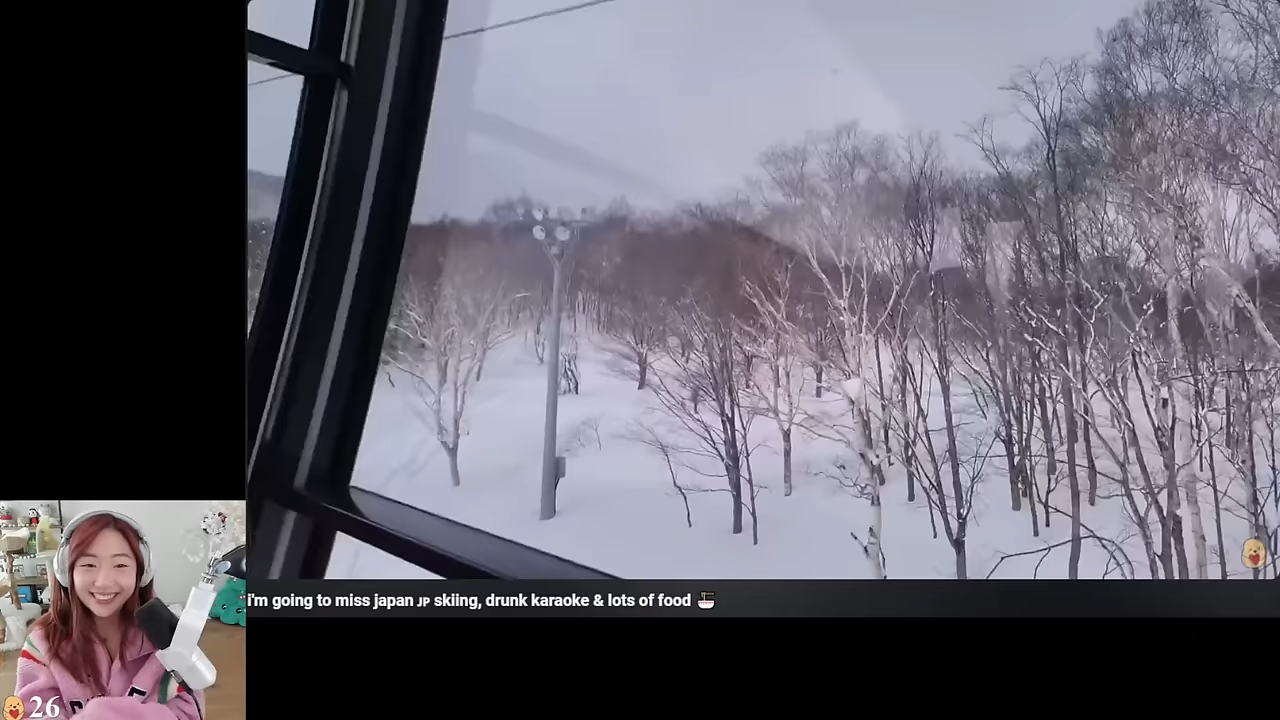 i'm going to miss japan JP skiing, drunk karaoke & lots of food 🍜
26